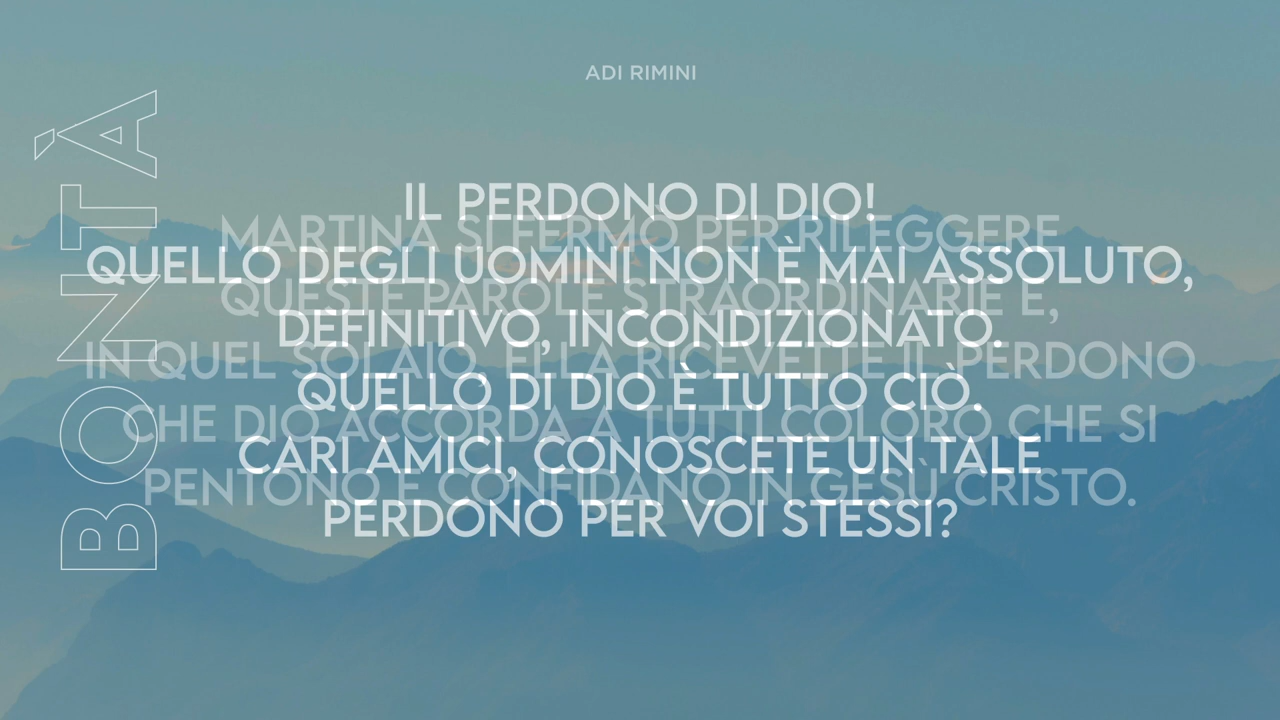 ADI RIMINI
BONTÀ
IL PERDONO DI DIO!
QUELLO DEGLI UOMINI NON È MAI ASSOLUTO,
DEFINITIVO, INCONDIZIONATO.
QUELLO DI DIO È TUTTO CIÒ.
CARI AMICI, CONOSCETE UN TALE
PERDONO PER VOI STESSI?
MARTINA SI FERMÒ PER RILEGGERE
QUESTE PAROLE STRAORDINARIE E,
IN QUEL SOLAIO, ELLA RICEVETTE IL PERDONO
CHE DIO ACCORDA A TUTTI COLORO CHE SI
PENTONO E CONFIDANO IN GESÙ CRISTO.